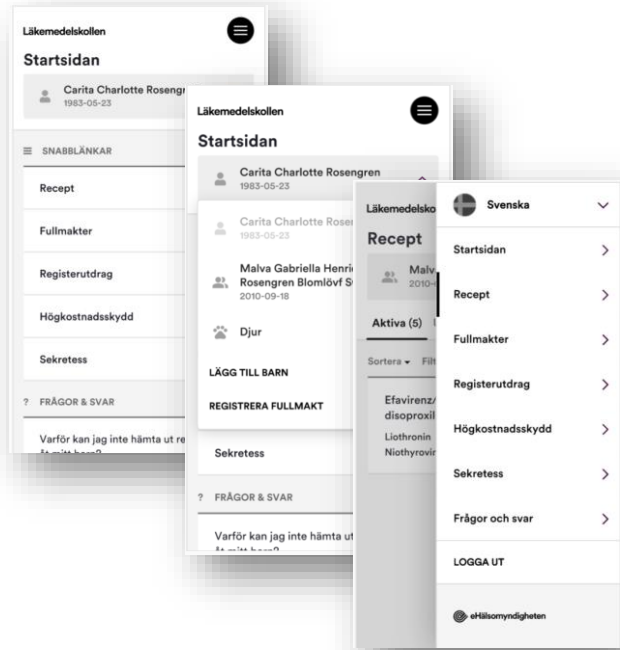 Läkemedelskollen
Startsidan
Carita Charlotte
1983-05-23
SNABBLÄNKAR
Recept
Fullmakter
Registerutdrag
Högkostnadsskydd
Sekretess
? FRÅGOR & SVAR
Varför kan jag inte hämta ut
Läkemedelskollen
Startsidan
Carita Charlotte Rosengren
1983-05-23
Carita Charlotte
1983-05-23
Malva Gabriella
Rosengren Blomlövf
2010-09-18
Djur
LÄGG TILL BARN
REGISTRERA FULLMAKT
Sekretess
? FRÅGOR & SVAR
Varför kan jag inte hämta ut
Recept
Aktiva (5)
Sortera
Liothronin
Svenska
Startsidan
Recept
Fullmakter
Registerutdrag
Högkostnadsskydd
Sekretess
Frågor och svar
LOGGA UT
eHälsomyndigheten